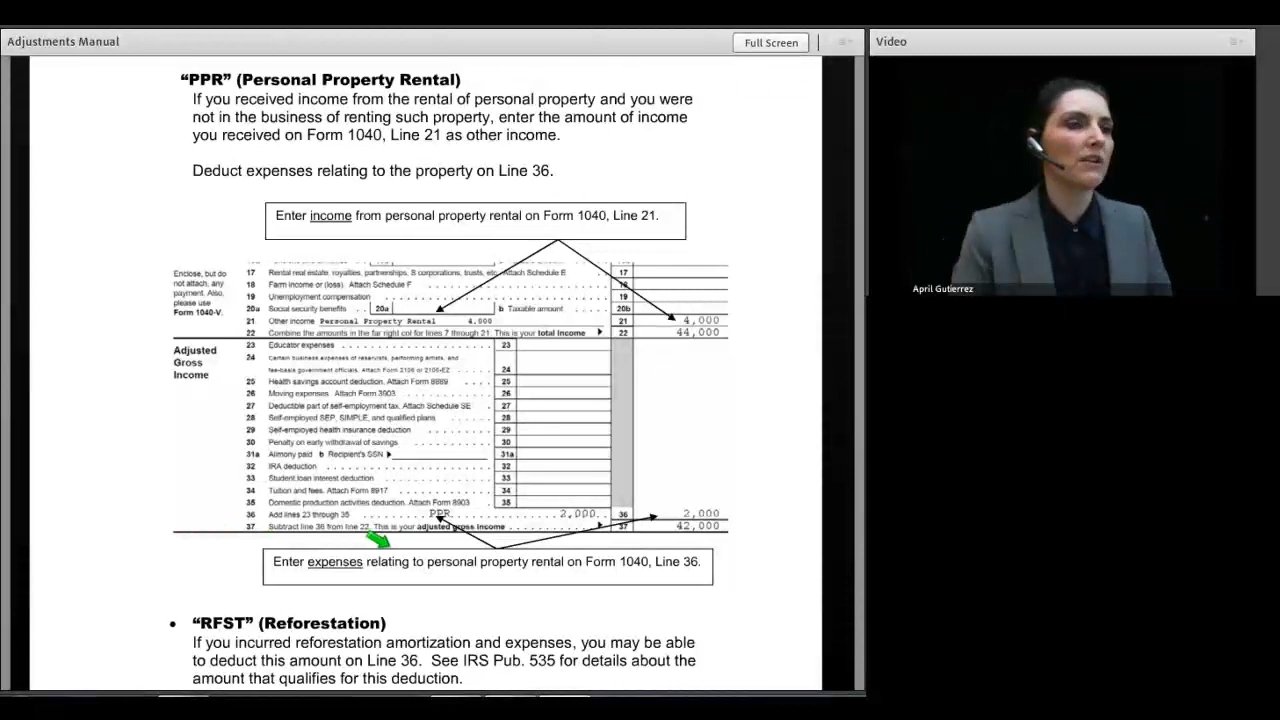 Adjustments Manual
Full Screen
Video
“PPR” (Personal Property Rental)
If you received income from the rental of personal property and you were
not in the business of renting such property, enter the amount of income
you received on Form 1040, Line 21 as other income.
Deduct expenses relating to the property on Line 36.
Enter income from personal property rental on Form 1040, Line 21.
Enclose, but do
not attach, any
payment. Also,
please use
Form 1040-V.
17 Rental real estate, royalties, partnerships, S corporations, trusts, etc. Attach Schedule E 17
18 Farm income or (loss). Attach Schedule F 18
19 Unemployment compensation 19
20a Social security benefits 20a b Taxable amount 20b
21 Other income Personal Property Rental 4,000 21 4,000
22 Combine the amounts in the far right col for lines 7 through 21. This is your total income 22 44,000
Adjusted
Gross
Income
23 Educator expenses 23
24 Certain business expenses of reservists, performing artists, and
fee-basis government officials. Attach Form 2106 or 2106-EZ 24
25 Health savings account deduction. Attach Form 8889 25
26 Moving expenses. Attach Form 3903 26
27 Deductible part of self-employment tax. Attach Schedule SE 27
28 Self-employed SEP, SIMPLE, and qualified plans 28
29 Self-employed health insurance deduction 29
30 Penalty on early withdrawal of savings 30
31a Alimony paid b Recipient's SSN 31a
32 IRA deduction 32
33 Student loan interest deduction 33
34 Tuition and fees. Attach Form 8917 34
35 Domestic production activities deduction. Attach Form 8903 35
36 Add lines 23 through 35 PPR 2,000 36 2,000
37 Subtract line 36 from line 22. This is your adjusted gross income 37 42,000
Enter expenses relating to personal property rental on Form 1040, Line 36.
• “RFST” (Reforestation)
If you incurred reforestation amortization and expenses, you may be able
to deduct this amount on Line 36. See IRS Pub. 535 for details about the
amount that qualifies for this deduction.
April Gutierrez